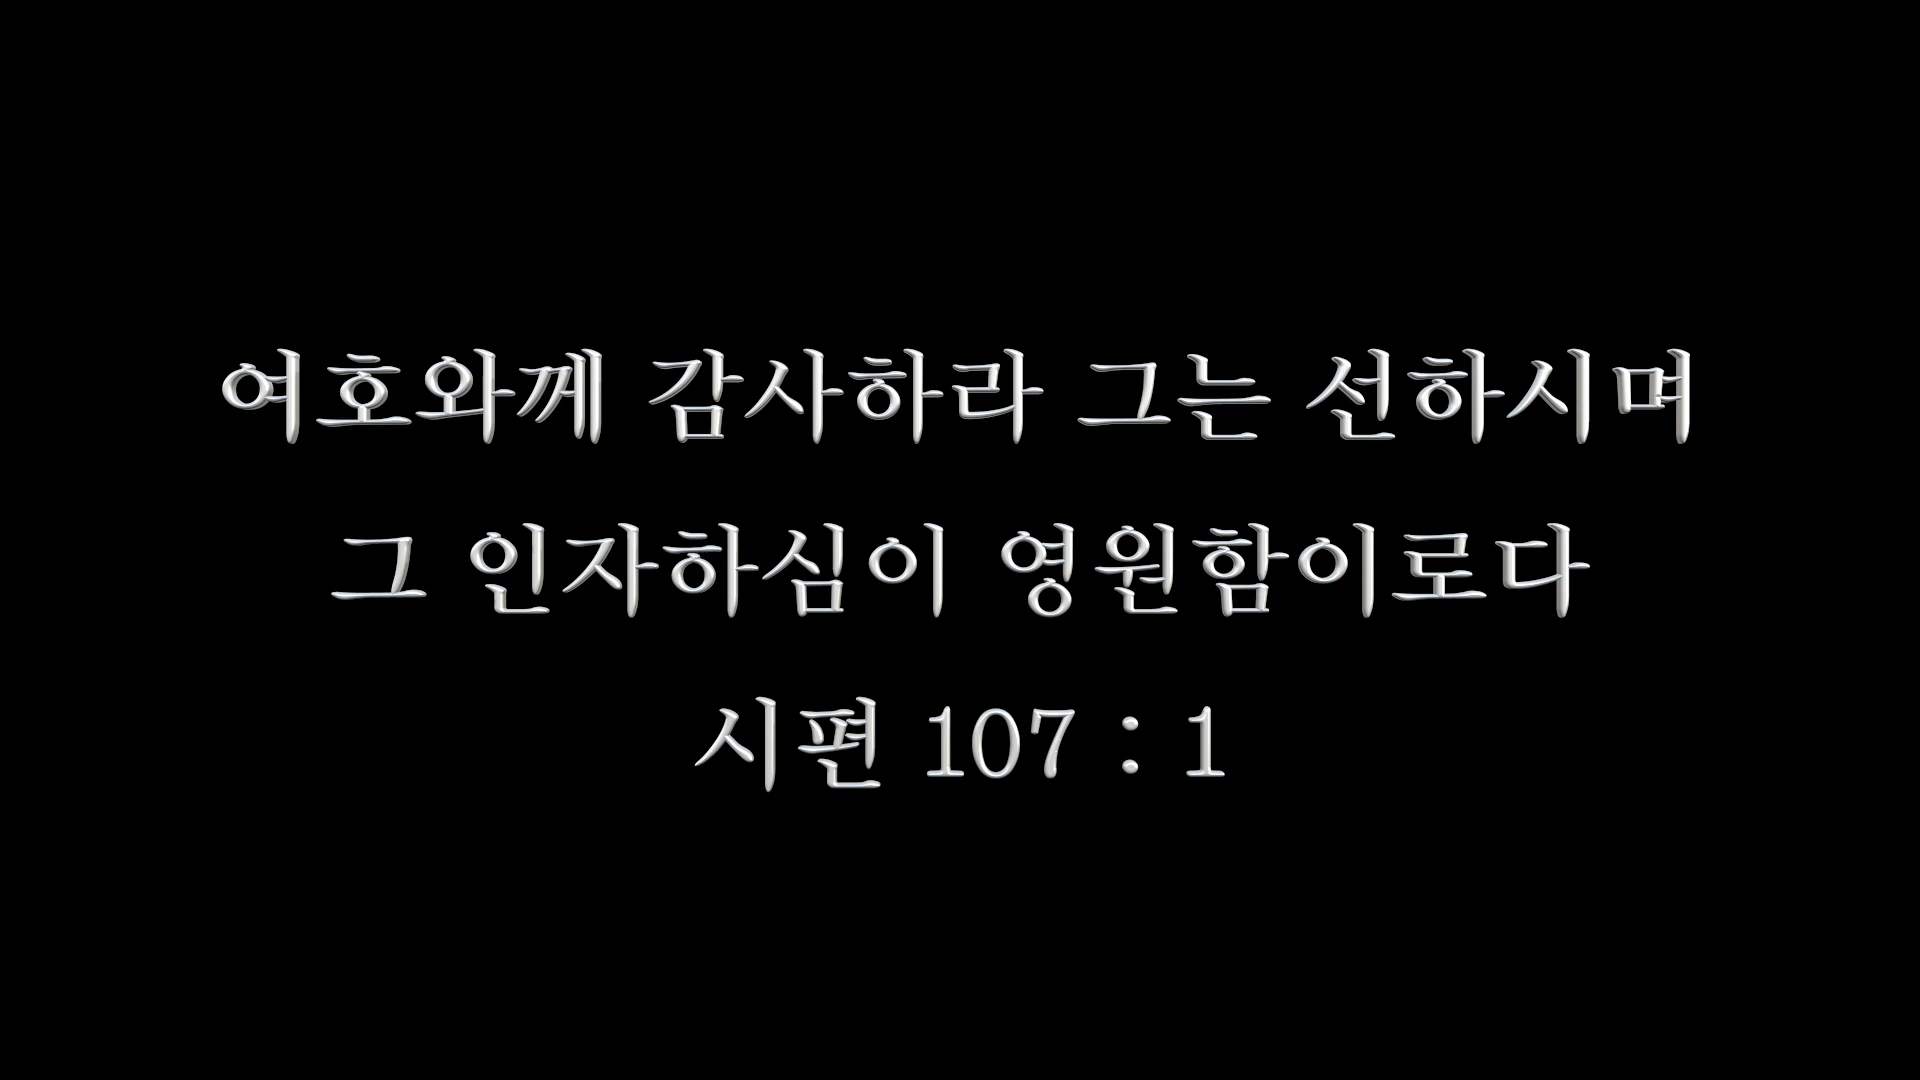 여호와께 감사하라 그는 선하시며
그 인자하심이 영원함이로다
시편 107 : 1